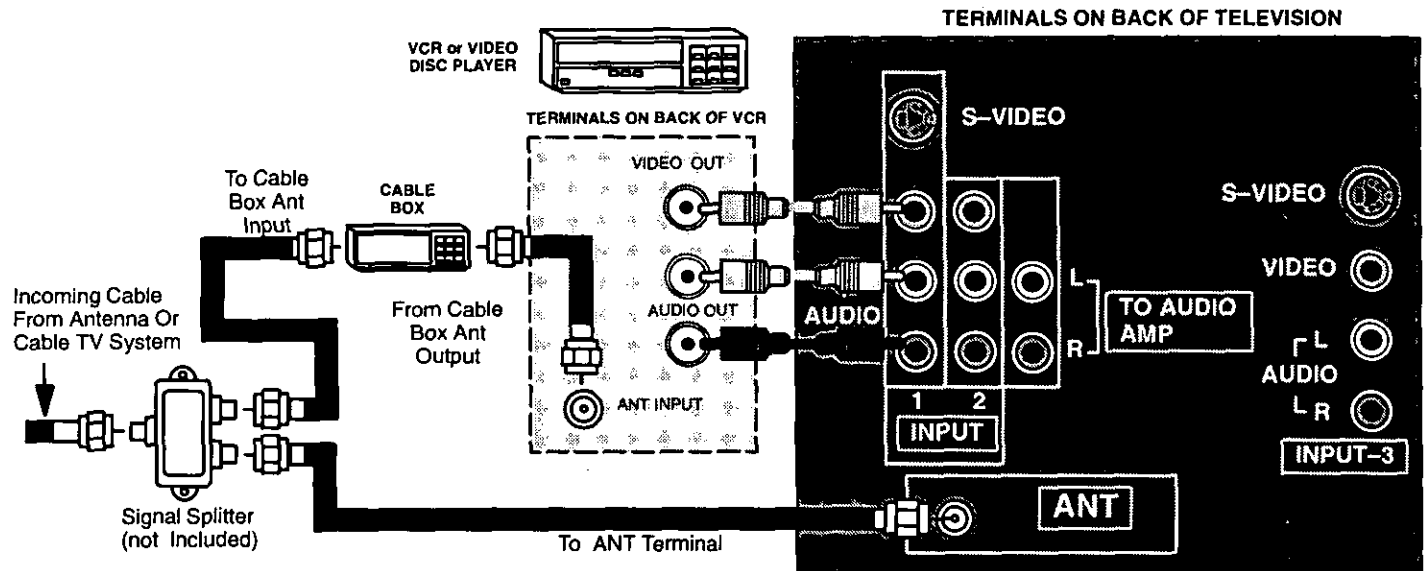 TERMINALS ON BACK OF TELEVISION
VCR or VIDEO
DISC PLAYER
TERMINALS ON BACK OF VCR
S–VIDEO
VIDEO OUT
To Cable
Box Ant
Input
CABLE
BOX
S–VIDEO
VIDEO
AUDIO OUT
AUDIO
L
R
TO AUDIO
AMP
Incoming Cable
From Antenna Or
Cable TV System
From Cable
Box Ant
Output
L
AUDIO
R
ANT INPUT
1 2
INPUT
INPUT–3
ANT
Signal Splitter
(not Included)
To ANT Terminal